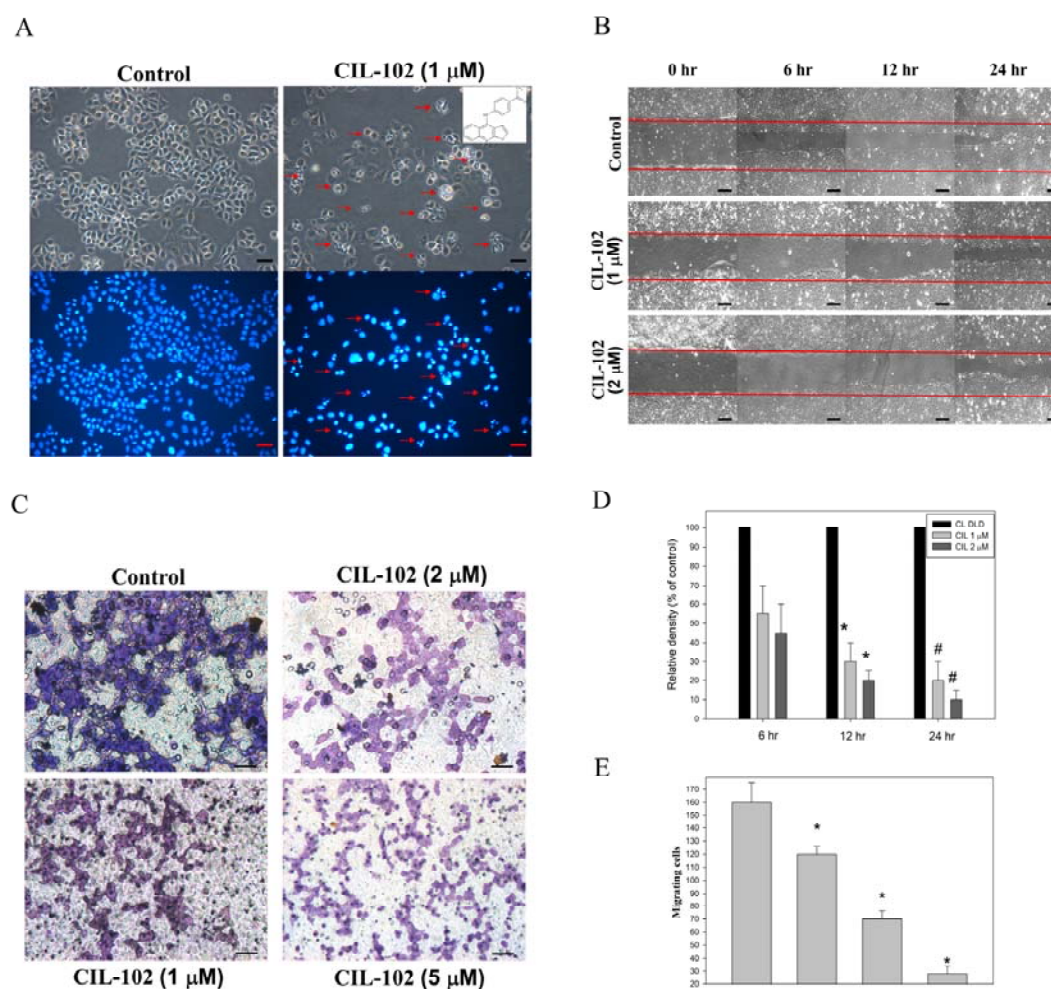 A
Control
CIL-102 (1 μM)
B
0 hr
6 hr
12 hr
24 hr
Control
CIL-102
(1 μM)
CIL-102
(2 μM)
C
Control
CIL-102 (2 μM)
CIL-102 (1 μM)
CIL-102 (5 μM)
D
Relative density (% of control)
100
90
80
70
60
50
40
30
20
10
0
CIL 1 μM
CIL 2 μM
*
*
#
#
6 hr
12 hr
24 hr
E
Migrating cells
170
160
150
140
130
120
110
100
90
80
70
60
50
40
30
20
*
*
*